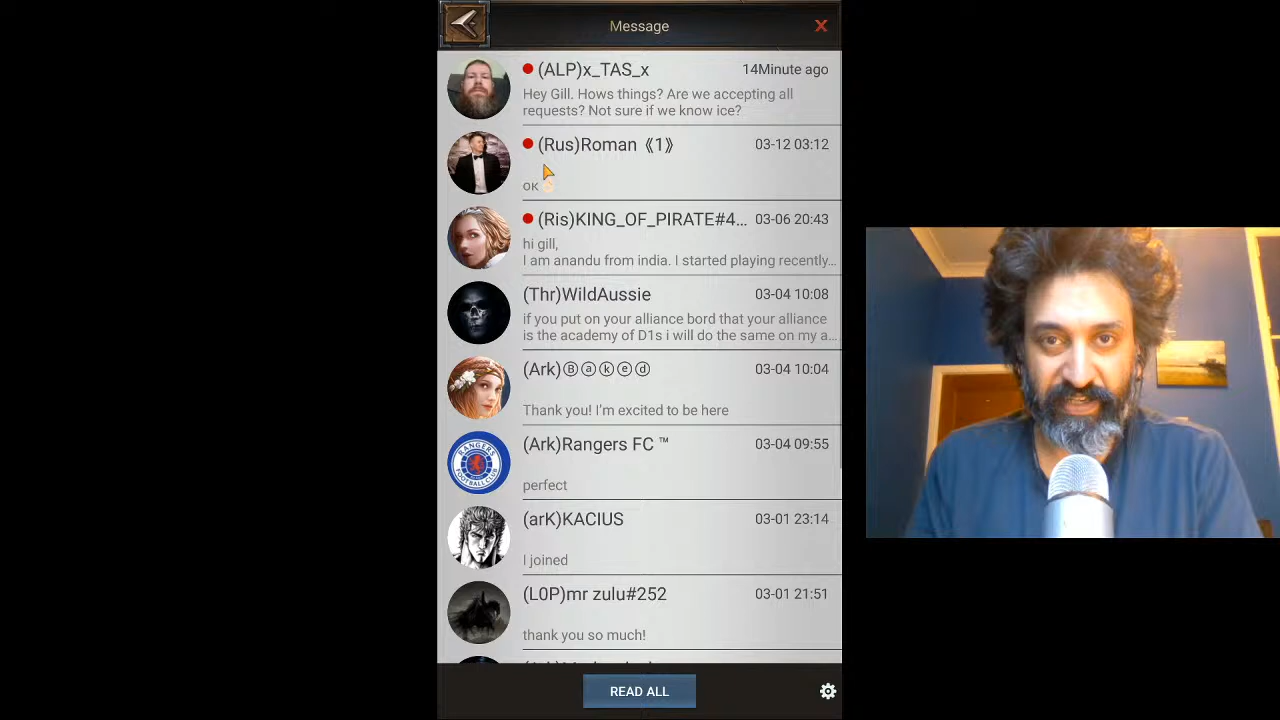 Message
(ALP)x_TAS_x
14Minute ago
Hey Gill. Hows things? Are we accepting all
requests? Not sure if we know ice?
(Rus)Roman《1》
03-12 03:12
ок👌
(Ris)KING_OF_PIRATE#4...
03-06 20:43
hi gill,
I am anandu from india. I started playing recently...
(Thr)WildAussie
03-04 10:08
if you put on your alliance bord that your alliance
is the academy of D1s i will do the same on my a...
(Ark)Ⓑⓐⓚⓔⓓ
03-04 10:04
Thank you! I'm excited to be here
(Ark)Rangers FC ™
03-04 09:55
RANGERS
FOOTBALL CLUB
perfect
(arK)KACIUS
03-01 23:14
I joined
(L0P)mr zulu#252
03-01 21:51
thank you so much!
READ ALL